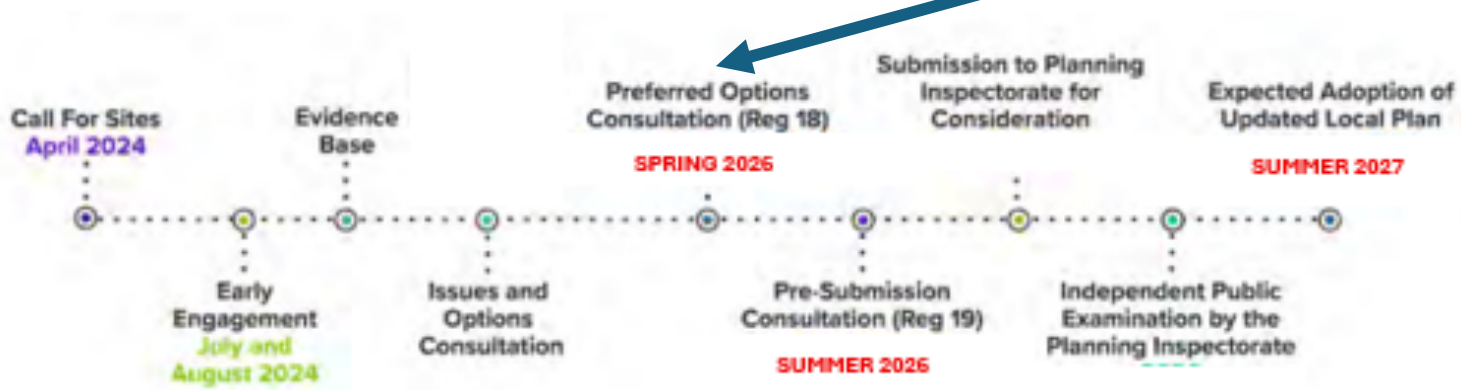 Call For Sites
April 2024
Early
Engagement
July and
August 2024
Evidence
Base
Issues and
Options
Consultation
Preferred Options
Consultation (Reg 18)
SPRING 2026
Pre-Submission
Consultation (Reg 19)
SUMMER 2026
Submission to Planning
Inspectorate for
Consideration
Independent Public
Examination by the
Planning Inspectorate
Expected Adoption of
Updated Local Plan
SUMMER 2027